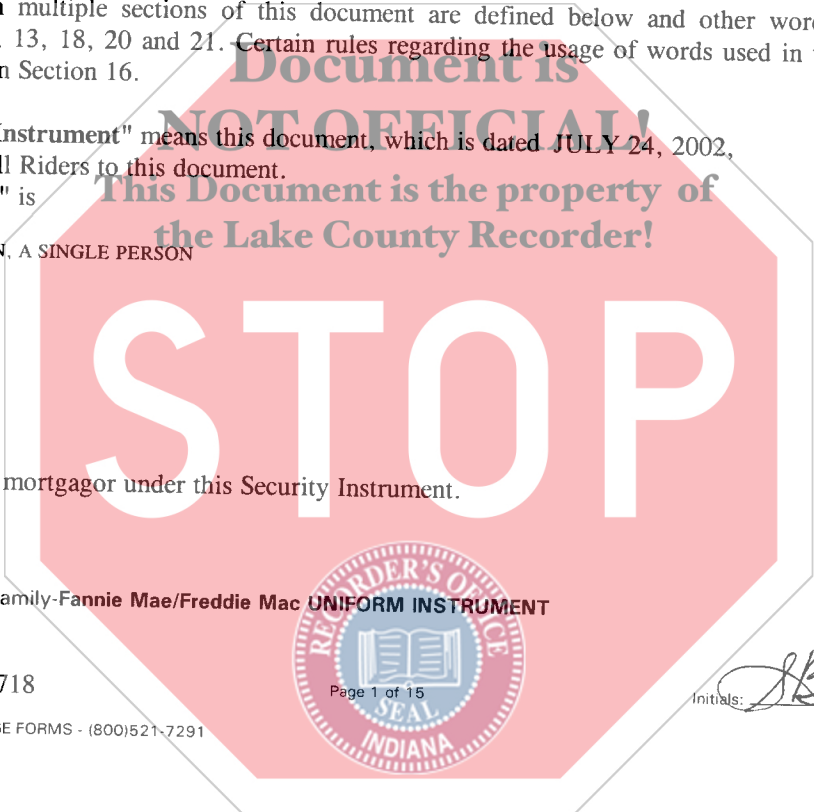 multiple sections of this document are defined below and other
13, 18, 20 and 21. Certain rules regarding the usage of words used in
Section 16.
Document is
NOT OFFICIAL!
Instrument" means this document, which is dated JULY 24, 2002,
ll Riders to this document.
This Document is the property of
" is
the Lake County Recorder!
N, A SINGLE PERSON
STOP
mortgagor under this Security Instrument.
RECORDER'S OFFICE
amily-Fannie Mae/Freddie Mac UNIFORM INSTRUMENT
718
Page 1 of 15
Initials: SB
SEAL
GE FORMS - (800)521-7291
INDIANA